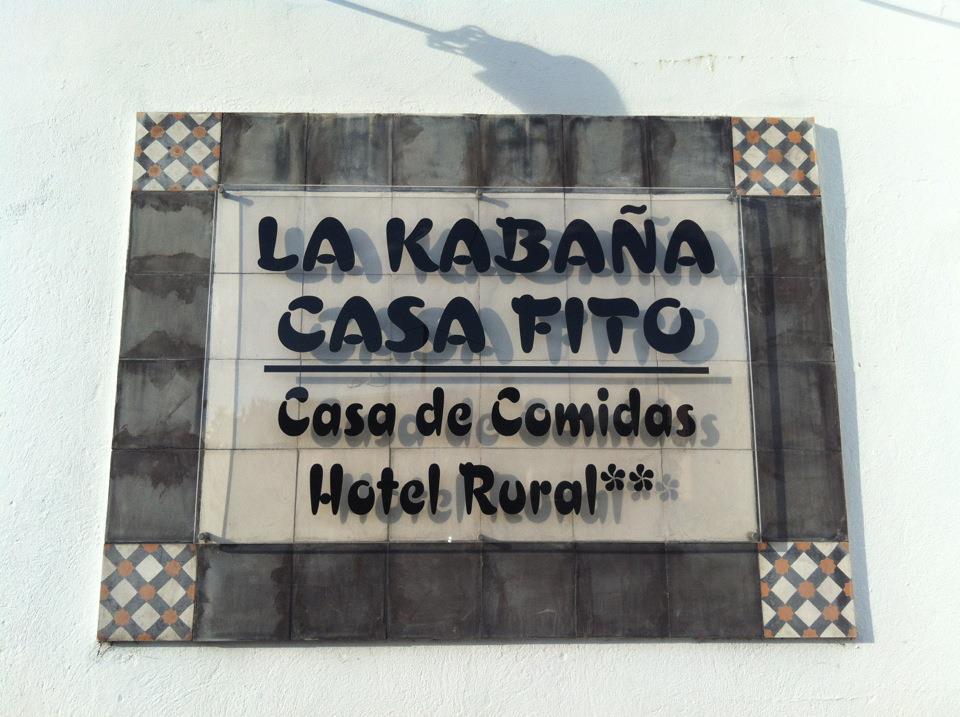 LA KABAÑA
CASA FITO
Casa de Comidas
Hotel Rural**